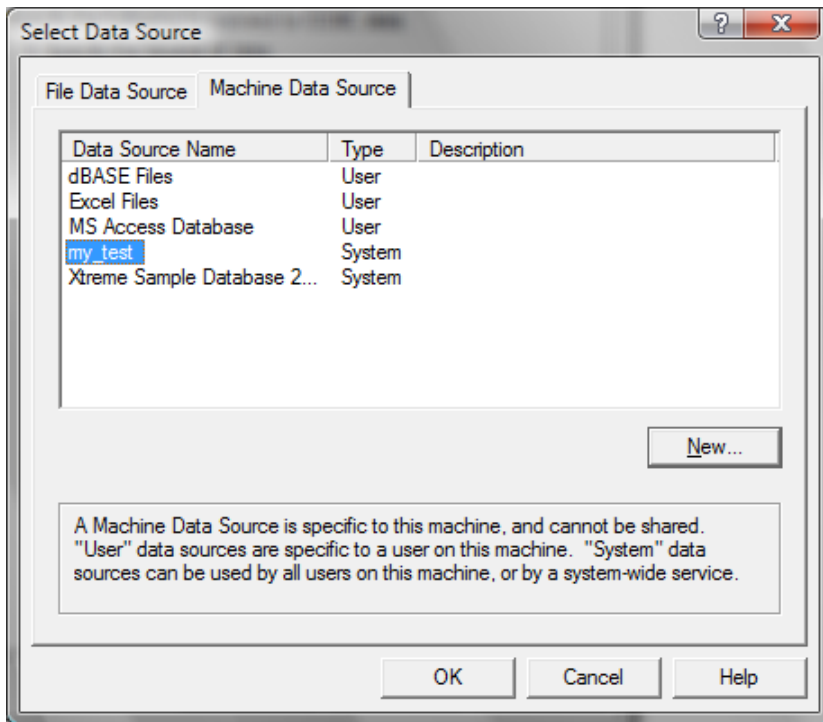 Select Data Source
File Data Source Machine Data Source
Data Source Name Type Description
dBASE Files User
Excel Files User
MS Access Database User
my_test System
Xtreme Sample Database 2... System
New...
A Machine Data Source is specific to this machine, and cannot be shared.
"User" data sources are specific to a user on this machine. "System" data
sources can be used by all users on this machine, or by a system-wide service.
OK Cancel Help